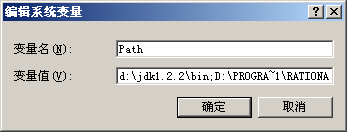 编辑系统变量
变量名(N): Path
变量值(V): d:\jdk1.2.2\bin;D:\PROGRA~1\RATIONA
确定 取消